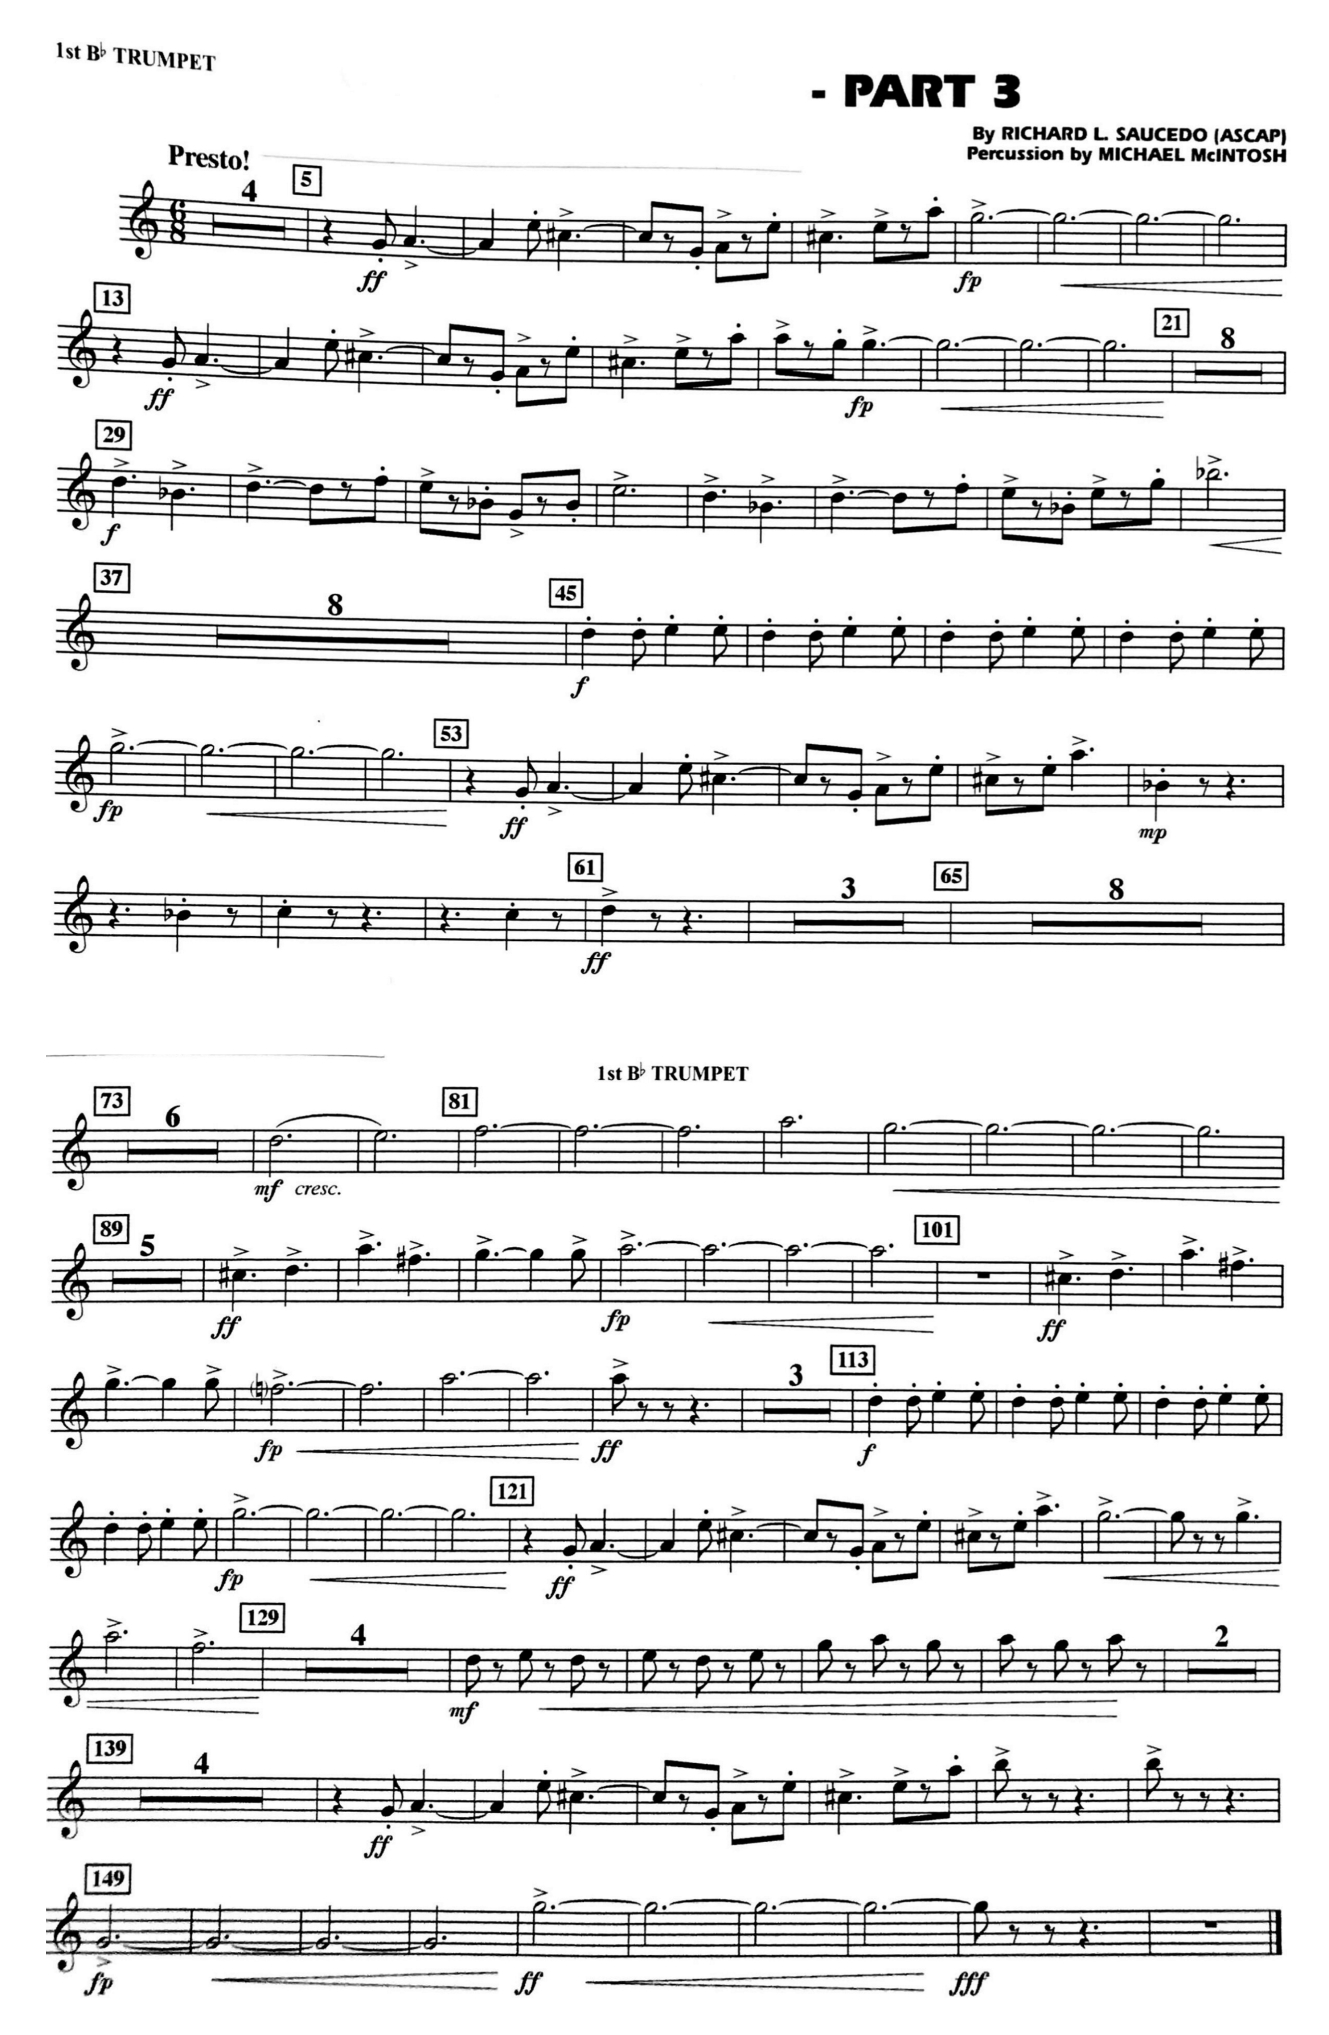 1st B♭ TRUMPET
- PART 3
By RICHARD L. SAUCEDO (ASCAP)
Percussion by MICHAEL McINTOSH
Presto!
4 5
6
8
ff fp
13 21 8
ff fp
29
f
37 8 45
f
53
fp ff mp
61 3 65 8
ff
1st B♭ TRUMPET
73 6 81
mf cresc.
89 5 101
ff fp ff
3 113
fp ff f
121
fp ff
129 4 2
mf
139 4
ff
149
fp ff fff